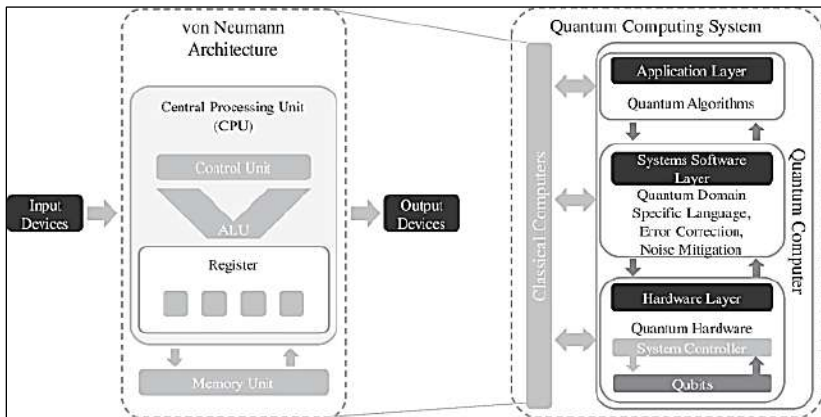 von Neumann
Architecture
Central Processing Unit
(CPU)
Control Unit
ALU
Register
Memory Unit
Input
Devices
Output
Devices
Quantum Computing System
Classical Computers
Quantum Computer
Application Layer
Quantum Algorithms
Systems Software
Layer
Quantum Domain
Specific Language,
Error Correction,
Noise Mitigation
Hardware Layer
Quantum Hardware
System Controller
Qubits